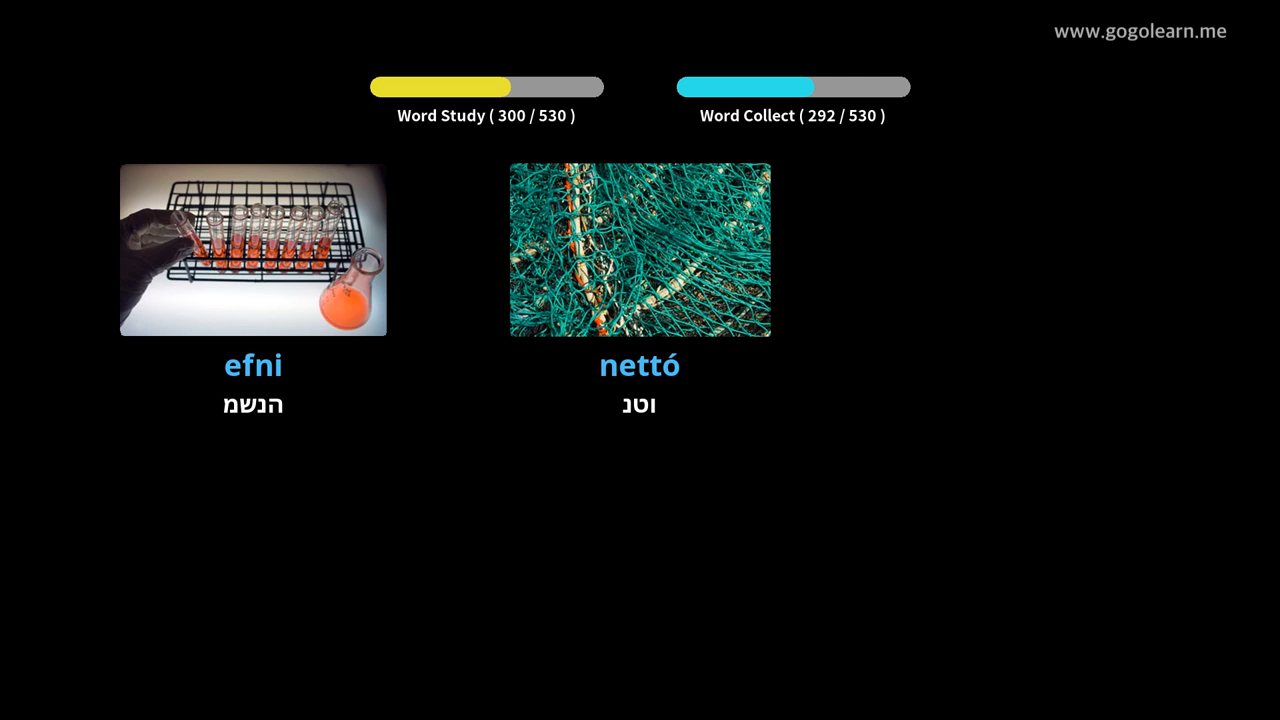 www.gogolearn.me
Word Study ( 300 / 530 )
Word Collect ( 292 / 530 )
efni
הנשמ
nettó
וטנ